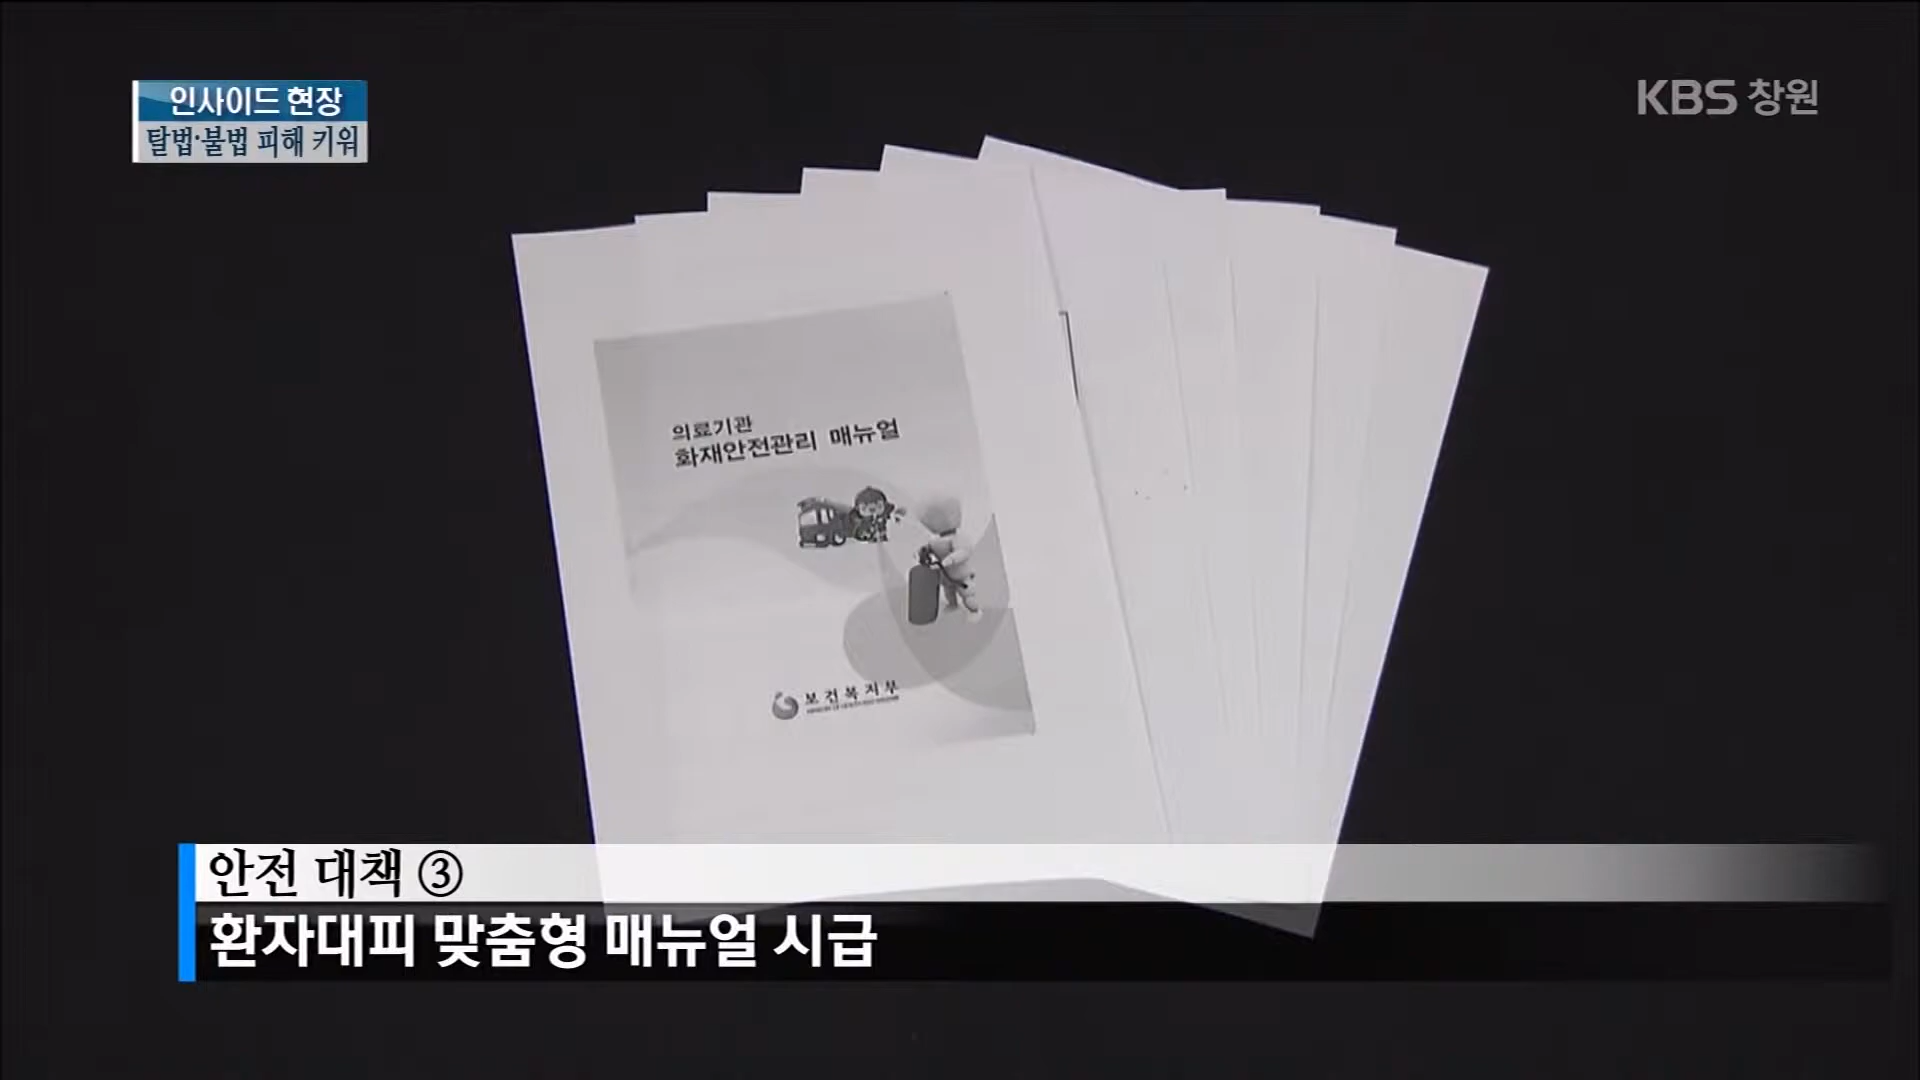 인사이드 현장
탈법·불법 피해 키워
KBS 창원
의료기관
화재안전관리 매뉴얼
보건복지부
안전 대책 ③
환자대피 맞춤형 매뉴얼 시급